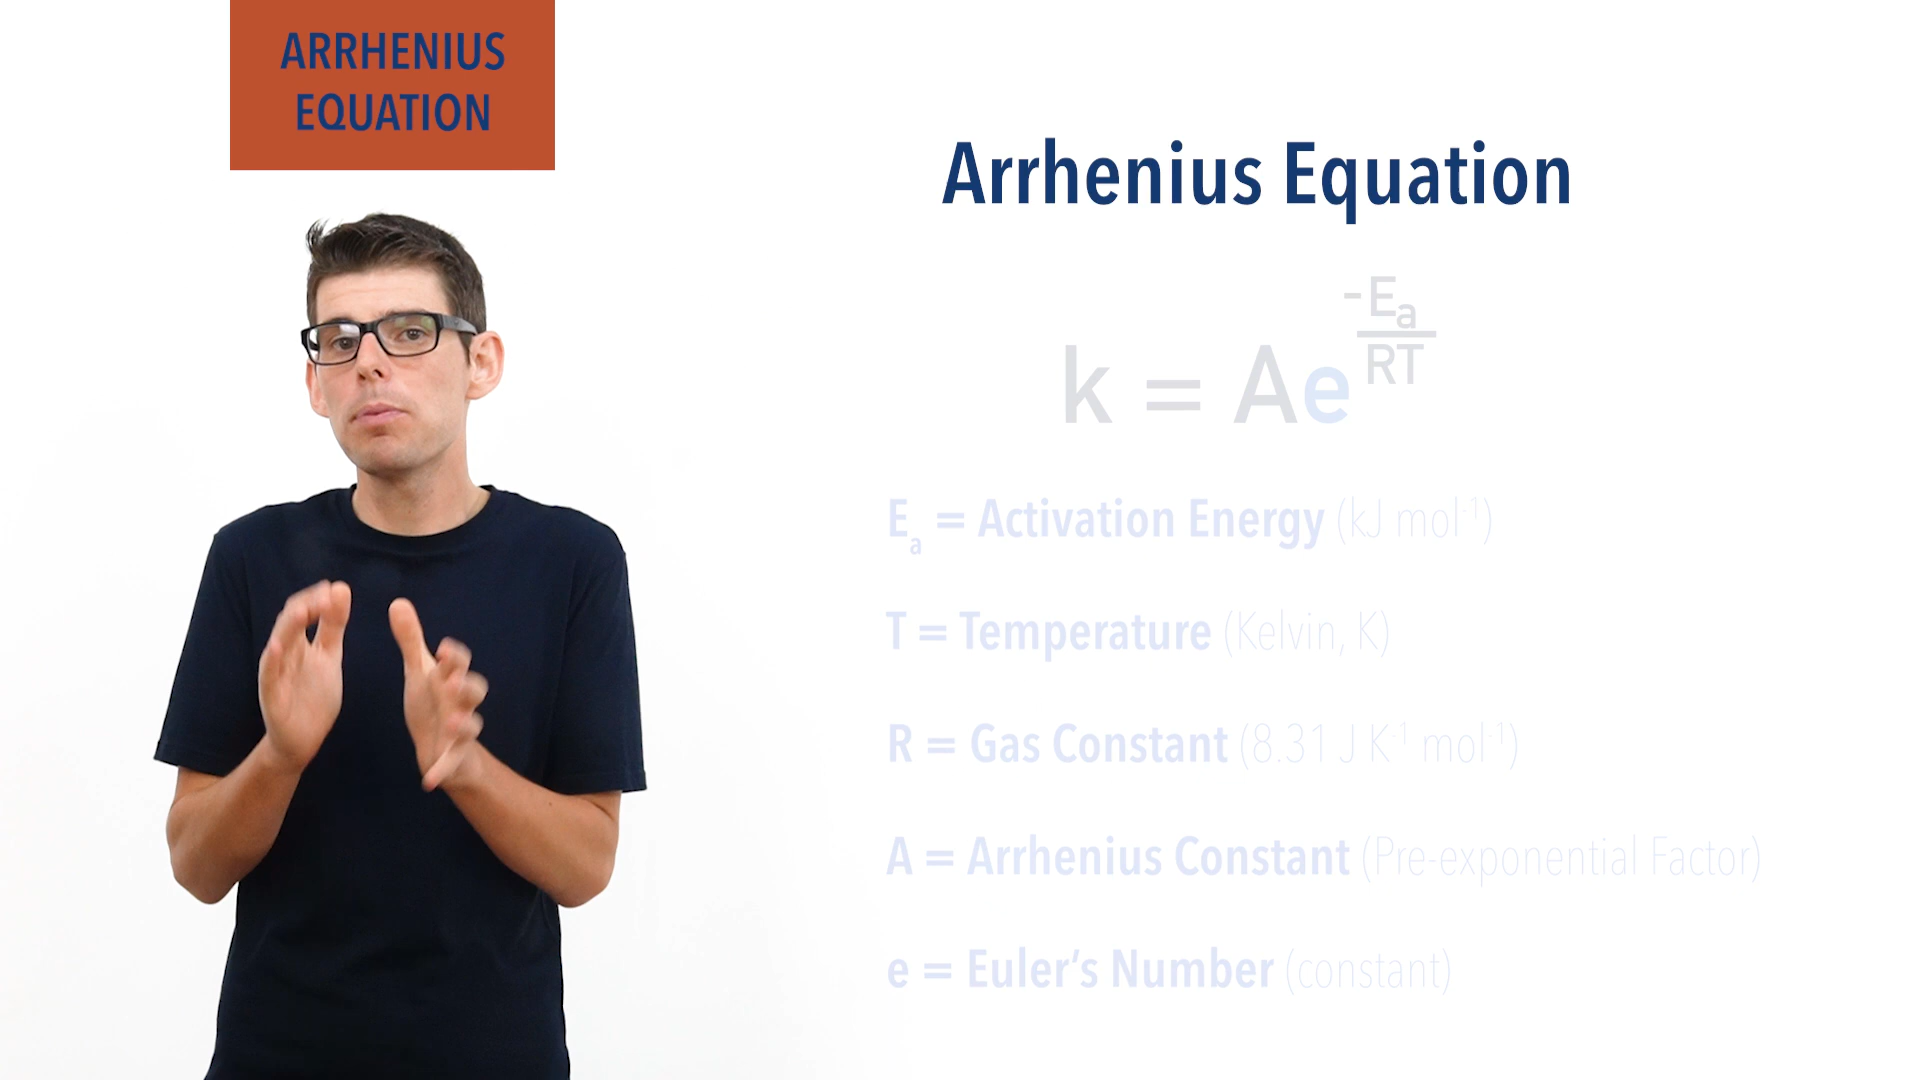 ARRHENIUS
EQUATION
Arrhenius Equation
k = Ae^(-Eₐ/RT)
Eₐ = Activation Energy (kJ mol⁻¹)
T = Temperature (Kelvin, K)
R = Gas Constant (8.31 J K⁻¹ mol⁻¹)
A = Arrhenius Constant (Pre-exponential Factor)
e = Euler’s Number (constant)